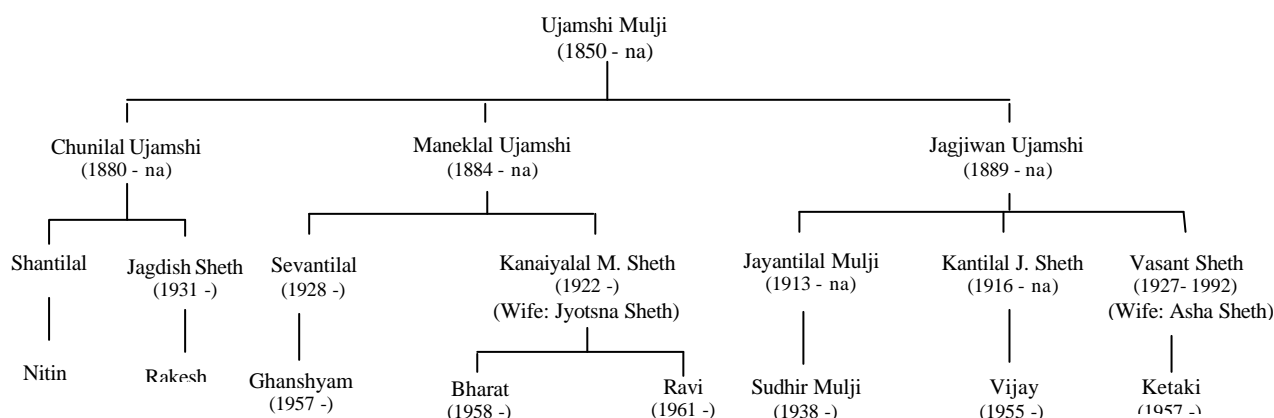 Ujamshi Mulji
(1850 - na)
Chunilal Ujamshi
(1880 - na)
Maneklal Ujamshi
(1884 - na)
Jagjiwan Ujamshi
(1889 - na)
Shantilal
Jagdish Sheth
(1931 -)
Sevantilal
(1928 -)
Kanaiyalal M. Sheth
(1922 -)
(Wife: Jyotsna Sheth)
Jayantilal Mulji
(1913 - na)
Kantilal J. Sheth
(1916 - na)
Vasant Sheth
(1927- 1992)
(Wife: Asha Sheth)
Nitin
Rakesh
Ghanshyam
(1957 -)
Bharat
(1958 -)
Ravi
(1961 -)
Sudhir Mulji
(1938 -)
Vijay
(1955 -)
Ketaki
(1957 -)